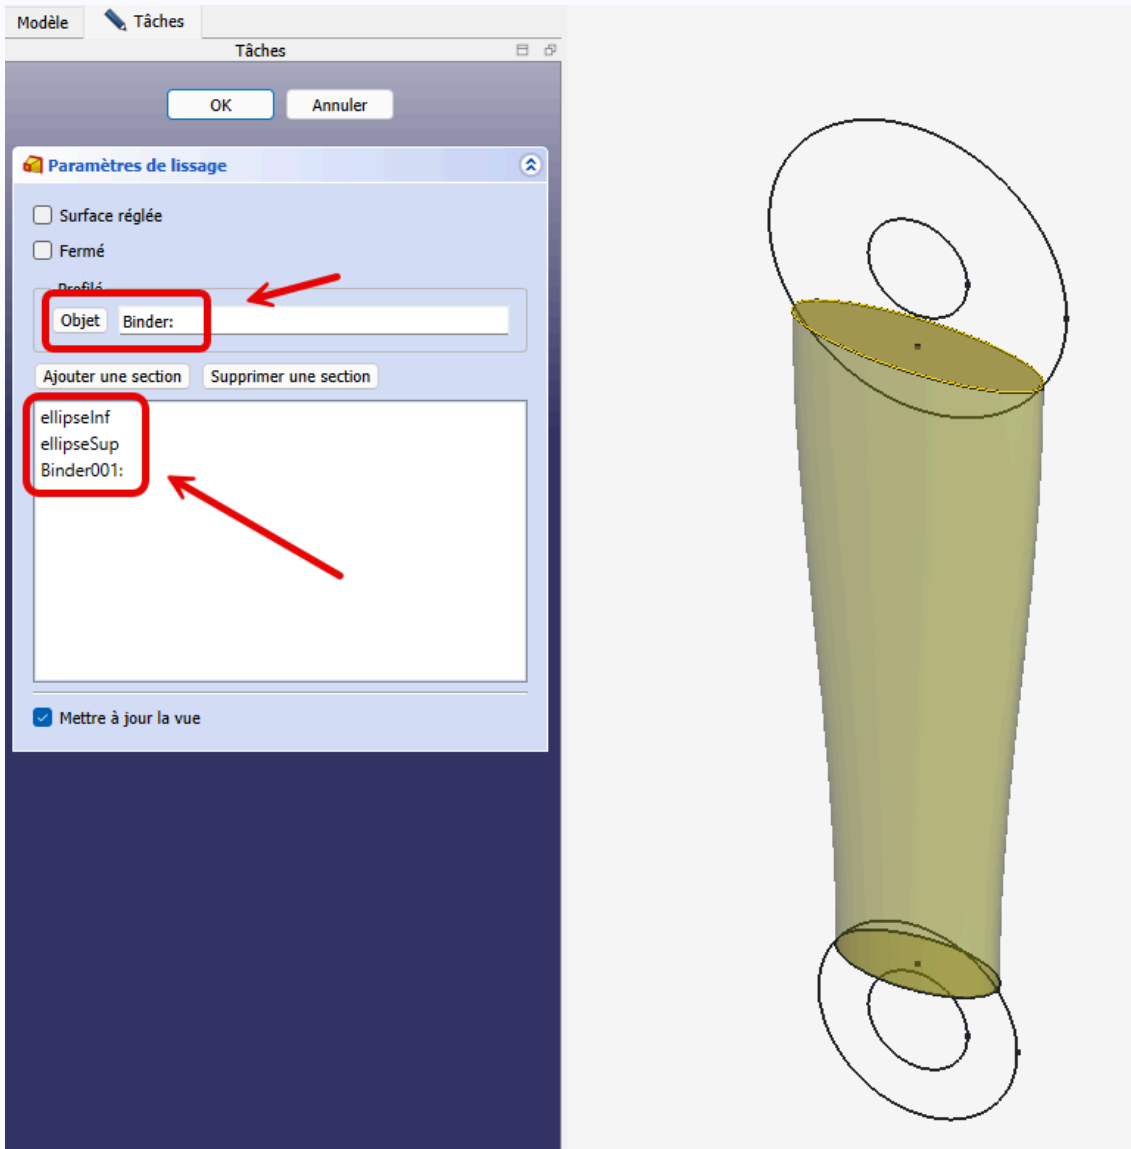 Modèle
Tâches
Tâches
OK
Annuler
Paramètres de lissage
Surface réglée
Fermé
Profilé
Objet
Binder:
Ajouter une section
Supprimer une section
ellipseInf
ellipseSup
Binder001:
Mettre à jour la vue